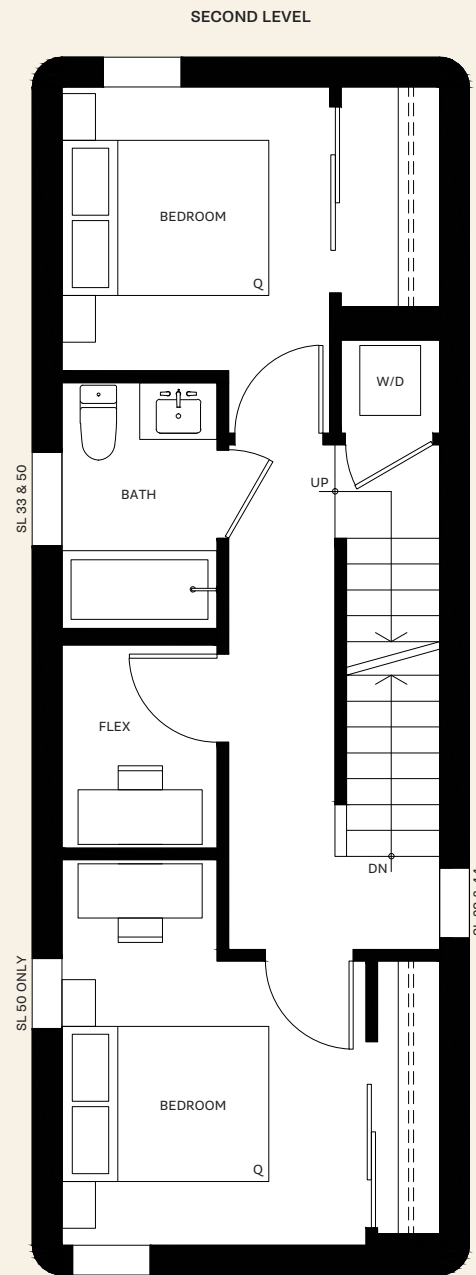 SECOND LEVEL
BEDROOM
Q
W/D
UP
SL 33 & 50
BATH
FLEX
DN
SL 50 ONLY
BEDROOM
Q